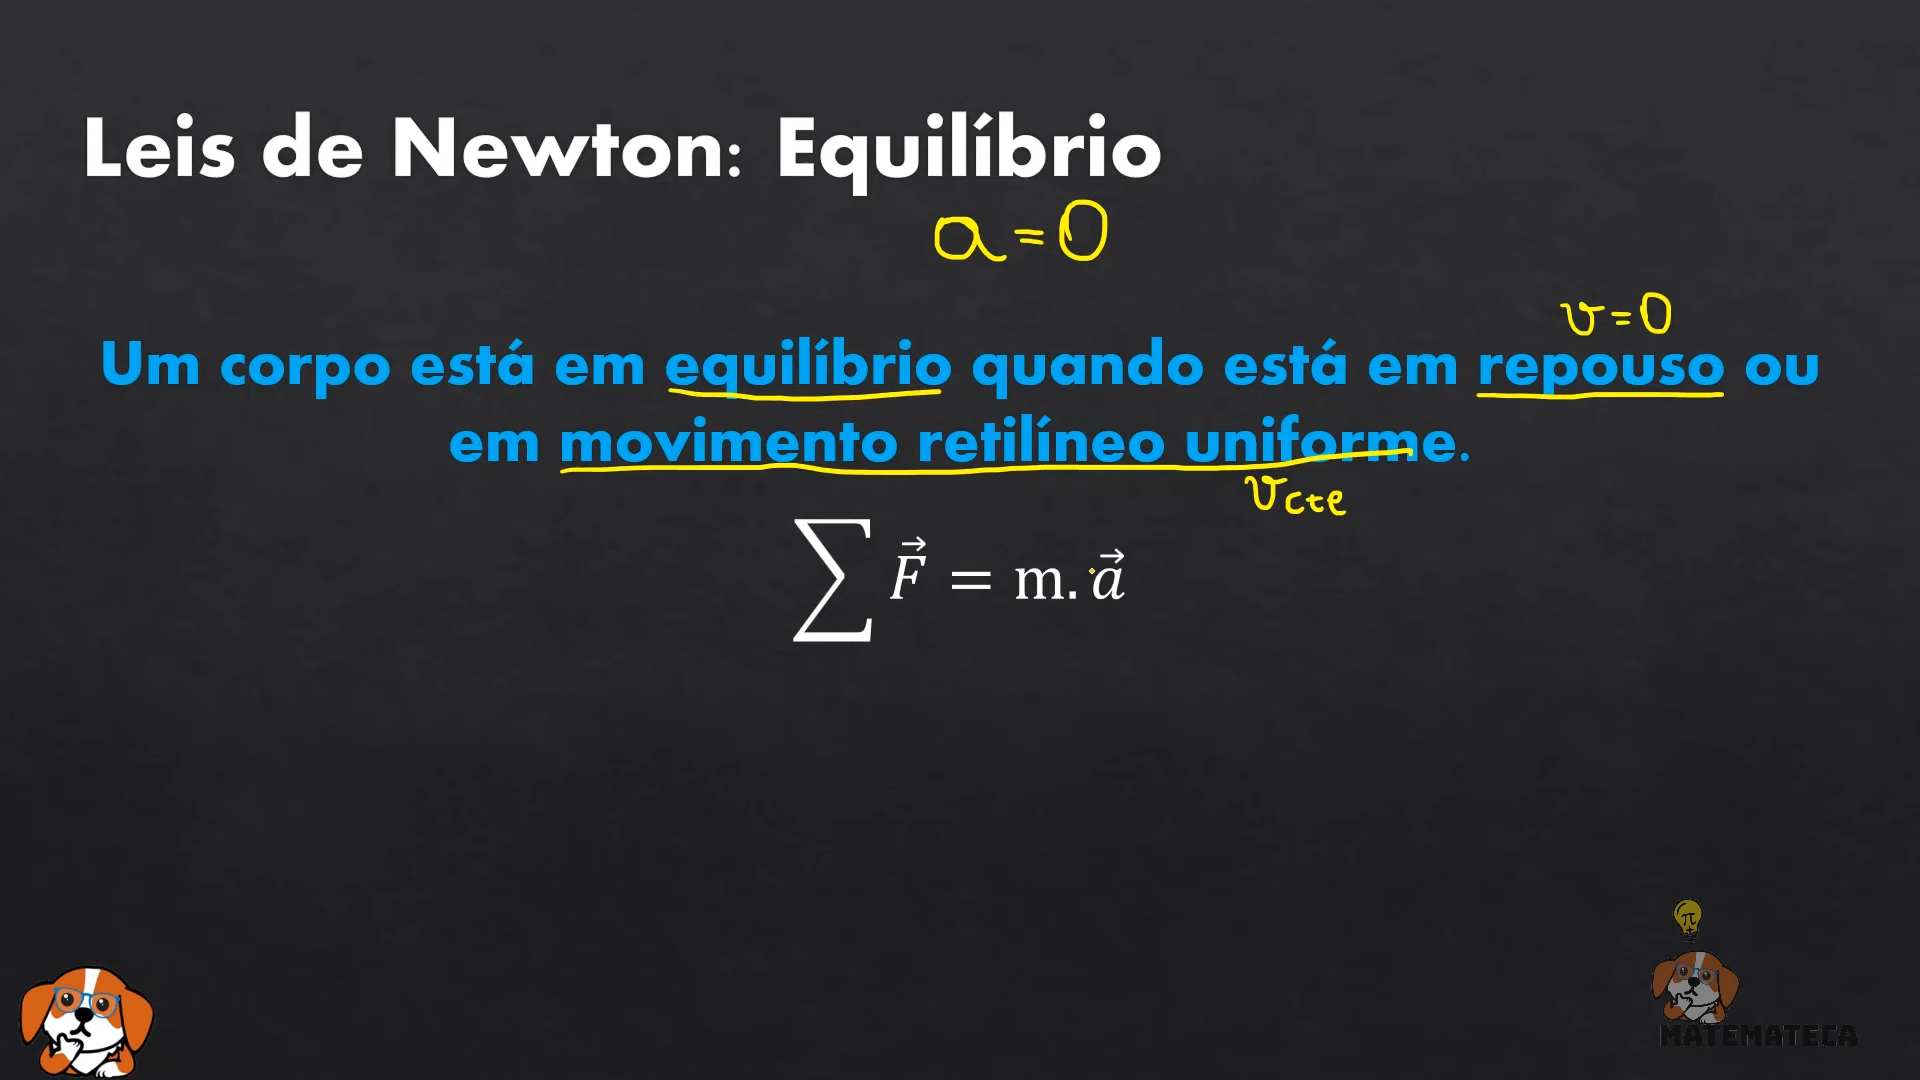 Leis de Newton: Equilíbrio
a=0
v=0
Um corpo está em equilíbrio quando está em repouso ou
em movimento retilíneo uniforme.
vcte
∑ F⃗ = m. a⃗
π
MATEMATECA